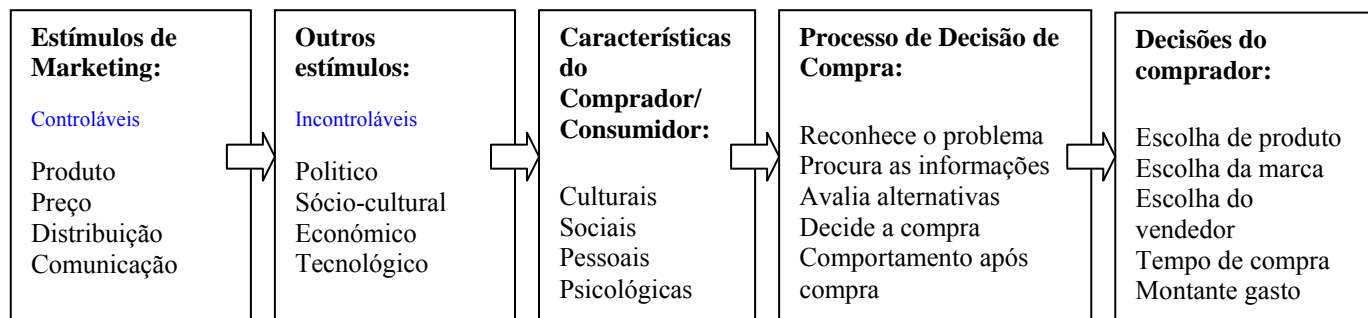 Estímulos de
Marketing:
Controláveis
Produto
Preço
Distribuição
Comunicação
Outros
estímulos:
Incontroláveis
Politico
Sócio-cultural
Económico
Tecnológico
Características
do
Comprador/
Consumidor:
Culturais
Sociais
Pessoais
Psicológicas
Processo de Decisão de
Compra:
Reconhece o problema
Procura as informações
Avalia alternativas
Decide a compra
Comportamento após
compra
Decisões do
comprador:
Escolha de produto
Escolha da marca
Escolha do
vendedor
Tempo de compra
Montante gasto